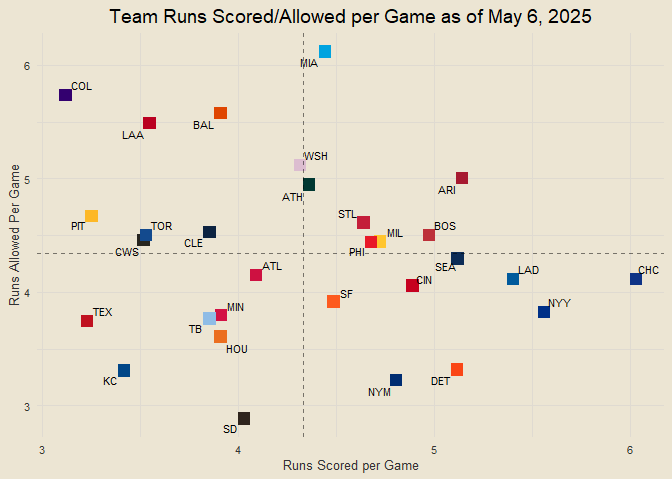 Team Runs Scored/Allowed per Game as of May 6, 2025
6
MIA
COL
BAL
LAA
WSH
5
ATH
ARI
STL
PIT
TOR
BOS
MIL
CLE
CWS
PHI
SEA
ATL
LAD
CHC
CIN
4
SF
NYY
MIN
TEX
TB
HOU
KC
DET
NYM
3
SD
3
4
5
6
Runs Scored per Game
Runs Allowed Per Game